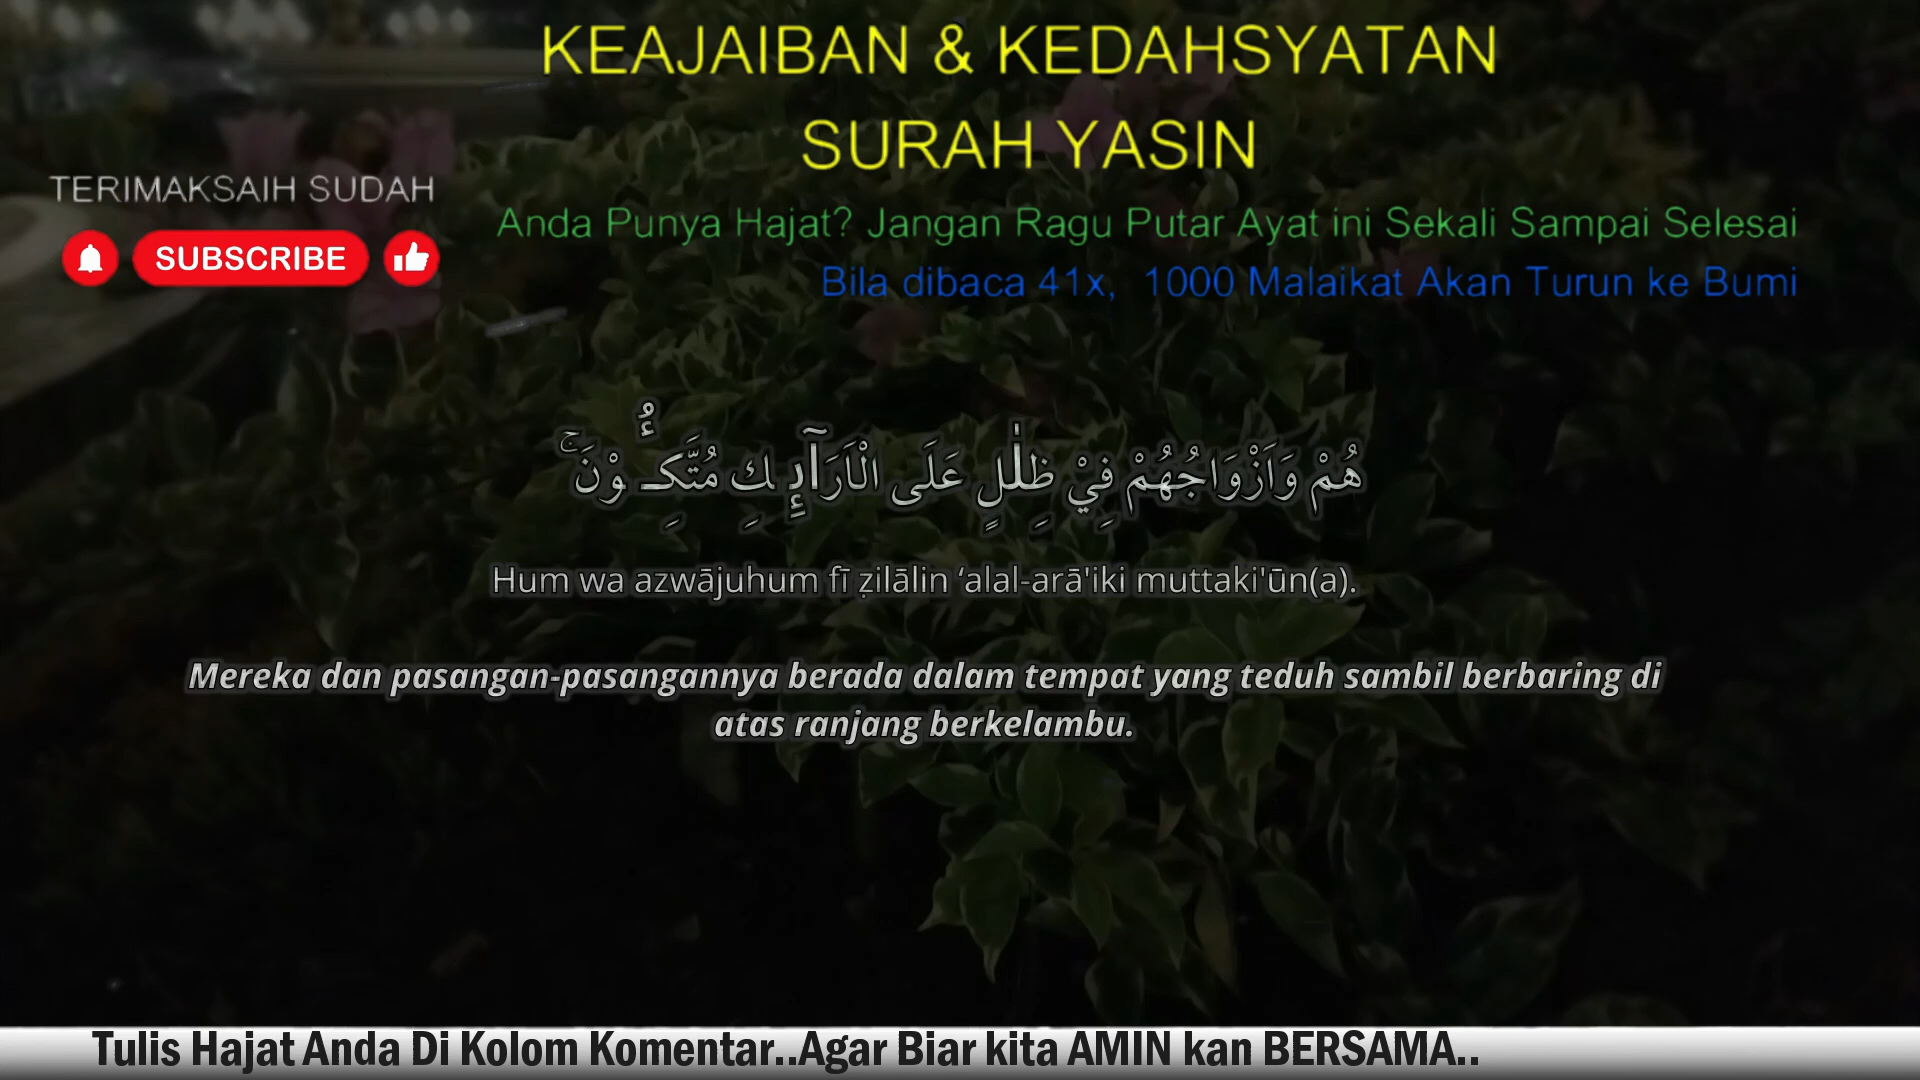 KEAJAIBAN & KEDAHSYATAN
SURAH YASIN
TERIMAKSAIH SUDAH
SUBSCRIBE
Anda Punya Hajat? Jangan Ragu Putar Ayat ini Sekali Sampai Selesai
Bila dibaca 41x, 1000 Malaikat Akan Turun ke Bumi
هُمْ وَاَزْوَاجُهُمْ فِيْ ظِلٰلٍ عَلَى الْاَرَاۤىِٕكِ مُتَّكِـُٔوْنَ ۚ
Hum wa azwājuhum fī ẓilālin ‘alal-arā'iki muttaki'ūn(a).
Mereka dan pasangan-pasangannya berada dalam tempat yang teduh sambil berbaring di
atas ranjang berkelambu.
Tulis Hajat Anda Di Kolom Komentar..Agar Biar kita AMIN kan BERSAMA..